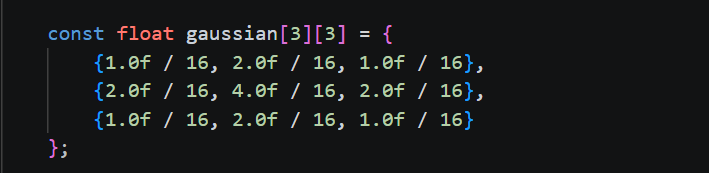 const float gaussian[3][3] = {
    {1.0f / 16, 2.0f / 16, 1.0f / 16},
    {2.0f / 16, 4.0f / 16, 2.0f / 16},
    {1.0f / 16, 2.0f / 16, 1.0f / 16}
};